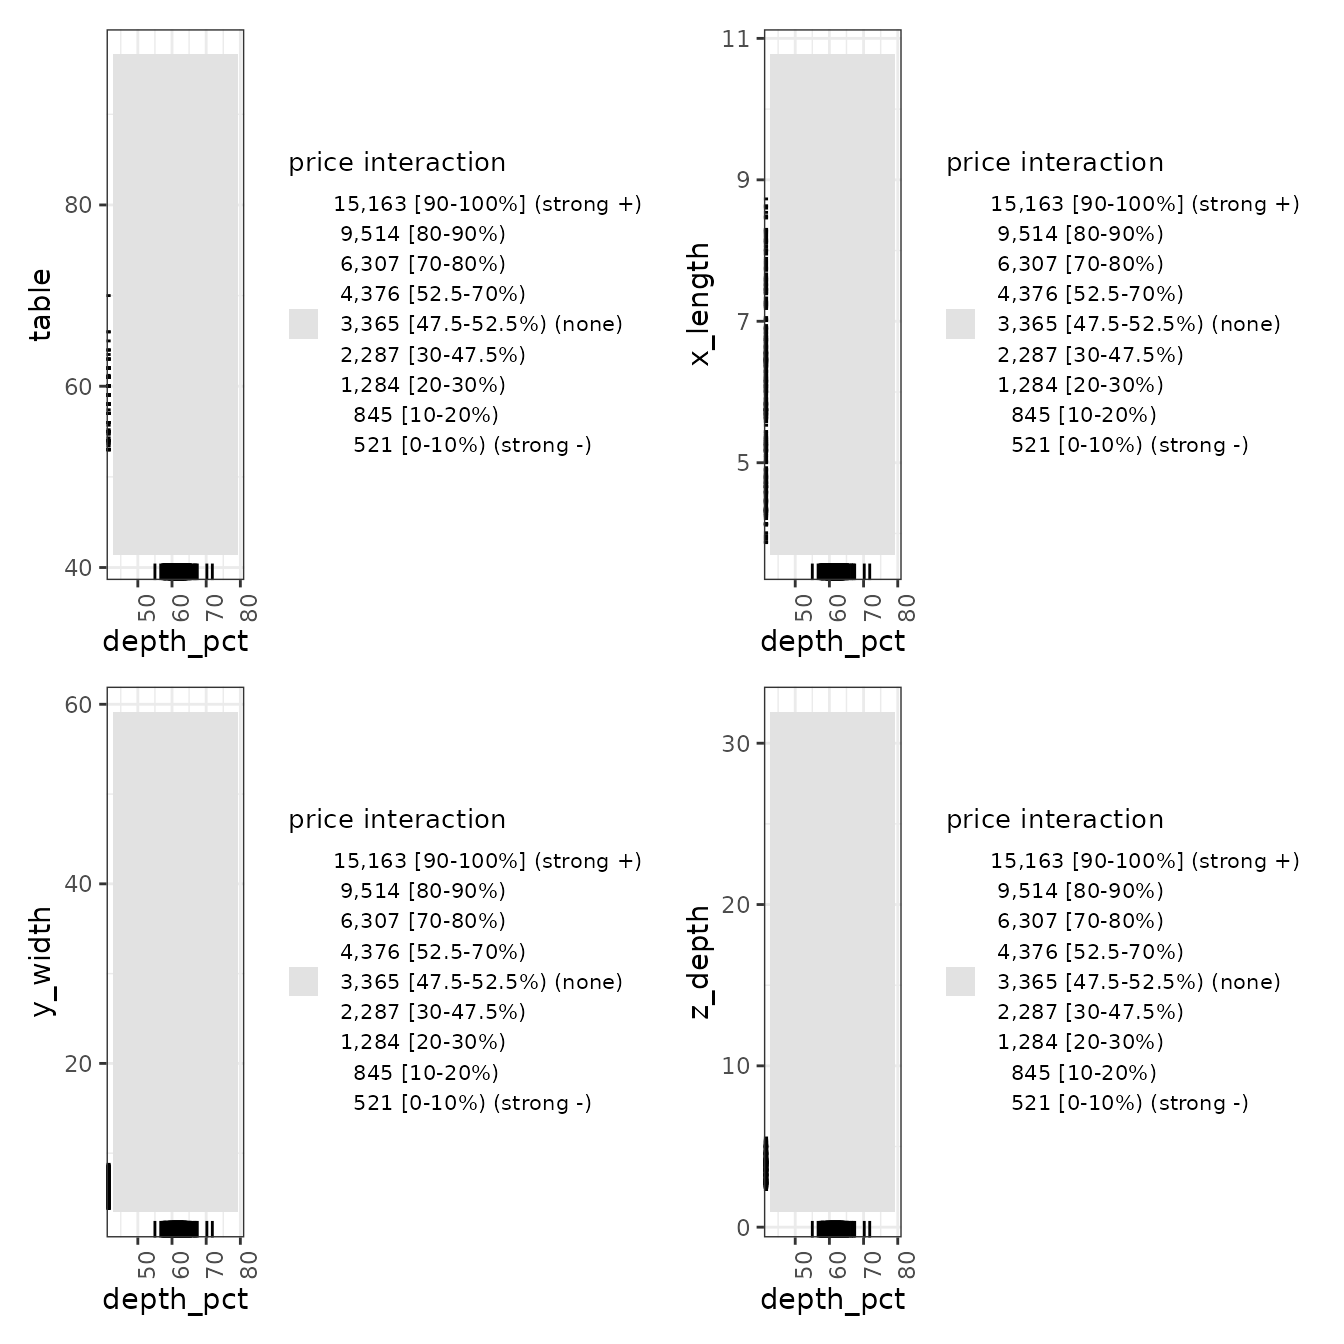 table
80
60
40
50
60
70
80
depth_pct
price interaction
15,163 [90-100%] (strong +)
9,514 [80-90%)
6,307 [70-80%)
4,376 [52.5-70%)
3,365 [47.5-52.5%) (none)
2,287 [30-47.5%)
1,284 [20-30%)
845 [10-20%)
521 [0-10%) (strong -)
x_length
11
9
7
5
50
60
70
80
depth_pct
price interaction
15,163 [90-100%] (strong +)
9,514 [80-90%)
6,307 [70-80%)
4,376 [52.5-70%)
3,365 [47.5-52.5%) (none)
2,287 [30-47.5%)
1,284 [20-30%)
845 [10-20%)
521 [0-10%) (strong -)
y_width
60
40
20
50
60
70
80
depth_pct
price interaction
15,163 [90-100%] (strong +)
9,514 [80-90%)
6,307 [70-80%)
4,376 [52.5-70%)
3,365 [47.5-52.5%) (none)
2,287 [30-47.5%)
1,284 [20-30%)
845 [10-20%)
521 [0-10%) (strong -)
z_depth
30
20
10
0
50
60
70
80
depth_pct
price interaction
15,163 [90-100%] (strong +)
9,514 [80-90%)
6,307 [70-80%)
4,376 [52.5-70%)
3,365 [47.5-52.5%) (none)
2,287 [30-47.5%)
1,284 [20-30%)
845 [10-20%)
521 [0-10%) (strong -)